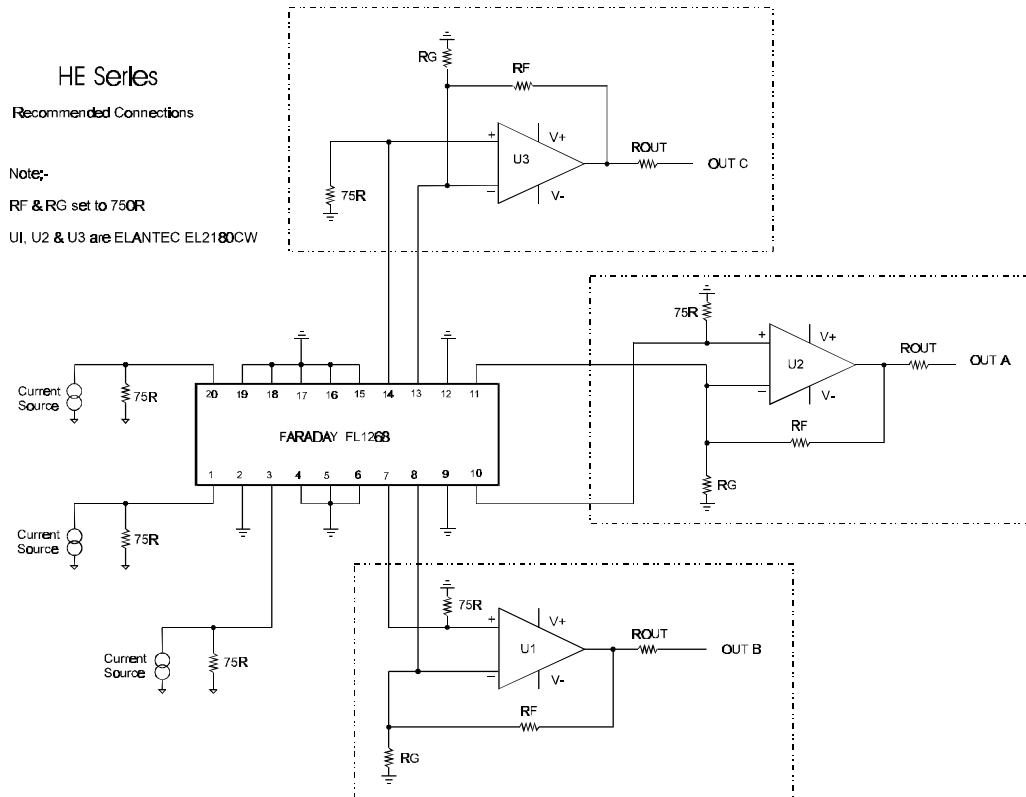 HE Series
Recommended Connections
Note;-
RF & RG set to 750R
U1, U2 & U3 are ELANTEC EL2180CW
RG
RF
+
V+
U3
ROUT
OUT C
75R
−
V-
75R
+
V+
U2
ROUT
OUT A
−
V-
RF
RG
Current
Source
75R
20 19 18 17 16 15 14 13 12 11
FARADAY FL1268
1 2 3 4 5 6 7 8 9 10
Current
Source
75R
Current
Source
75R
75R
+
V+
U1
ROUT
OUT B
−
V-
RF
RG